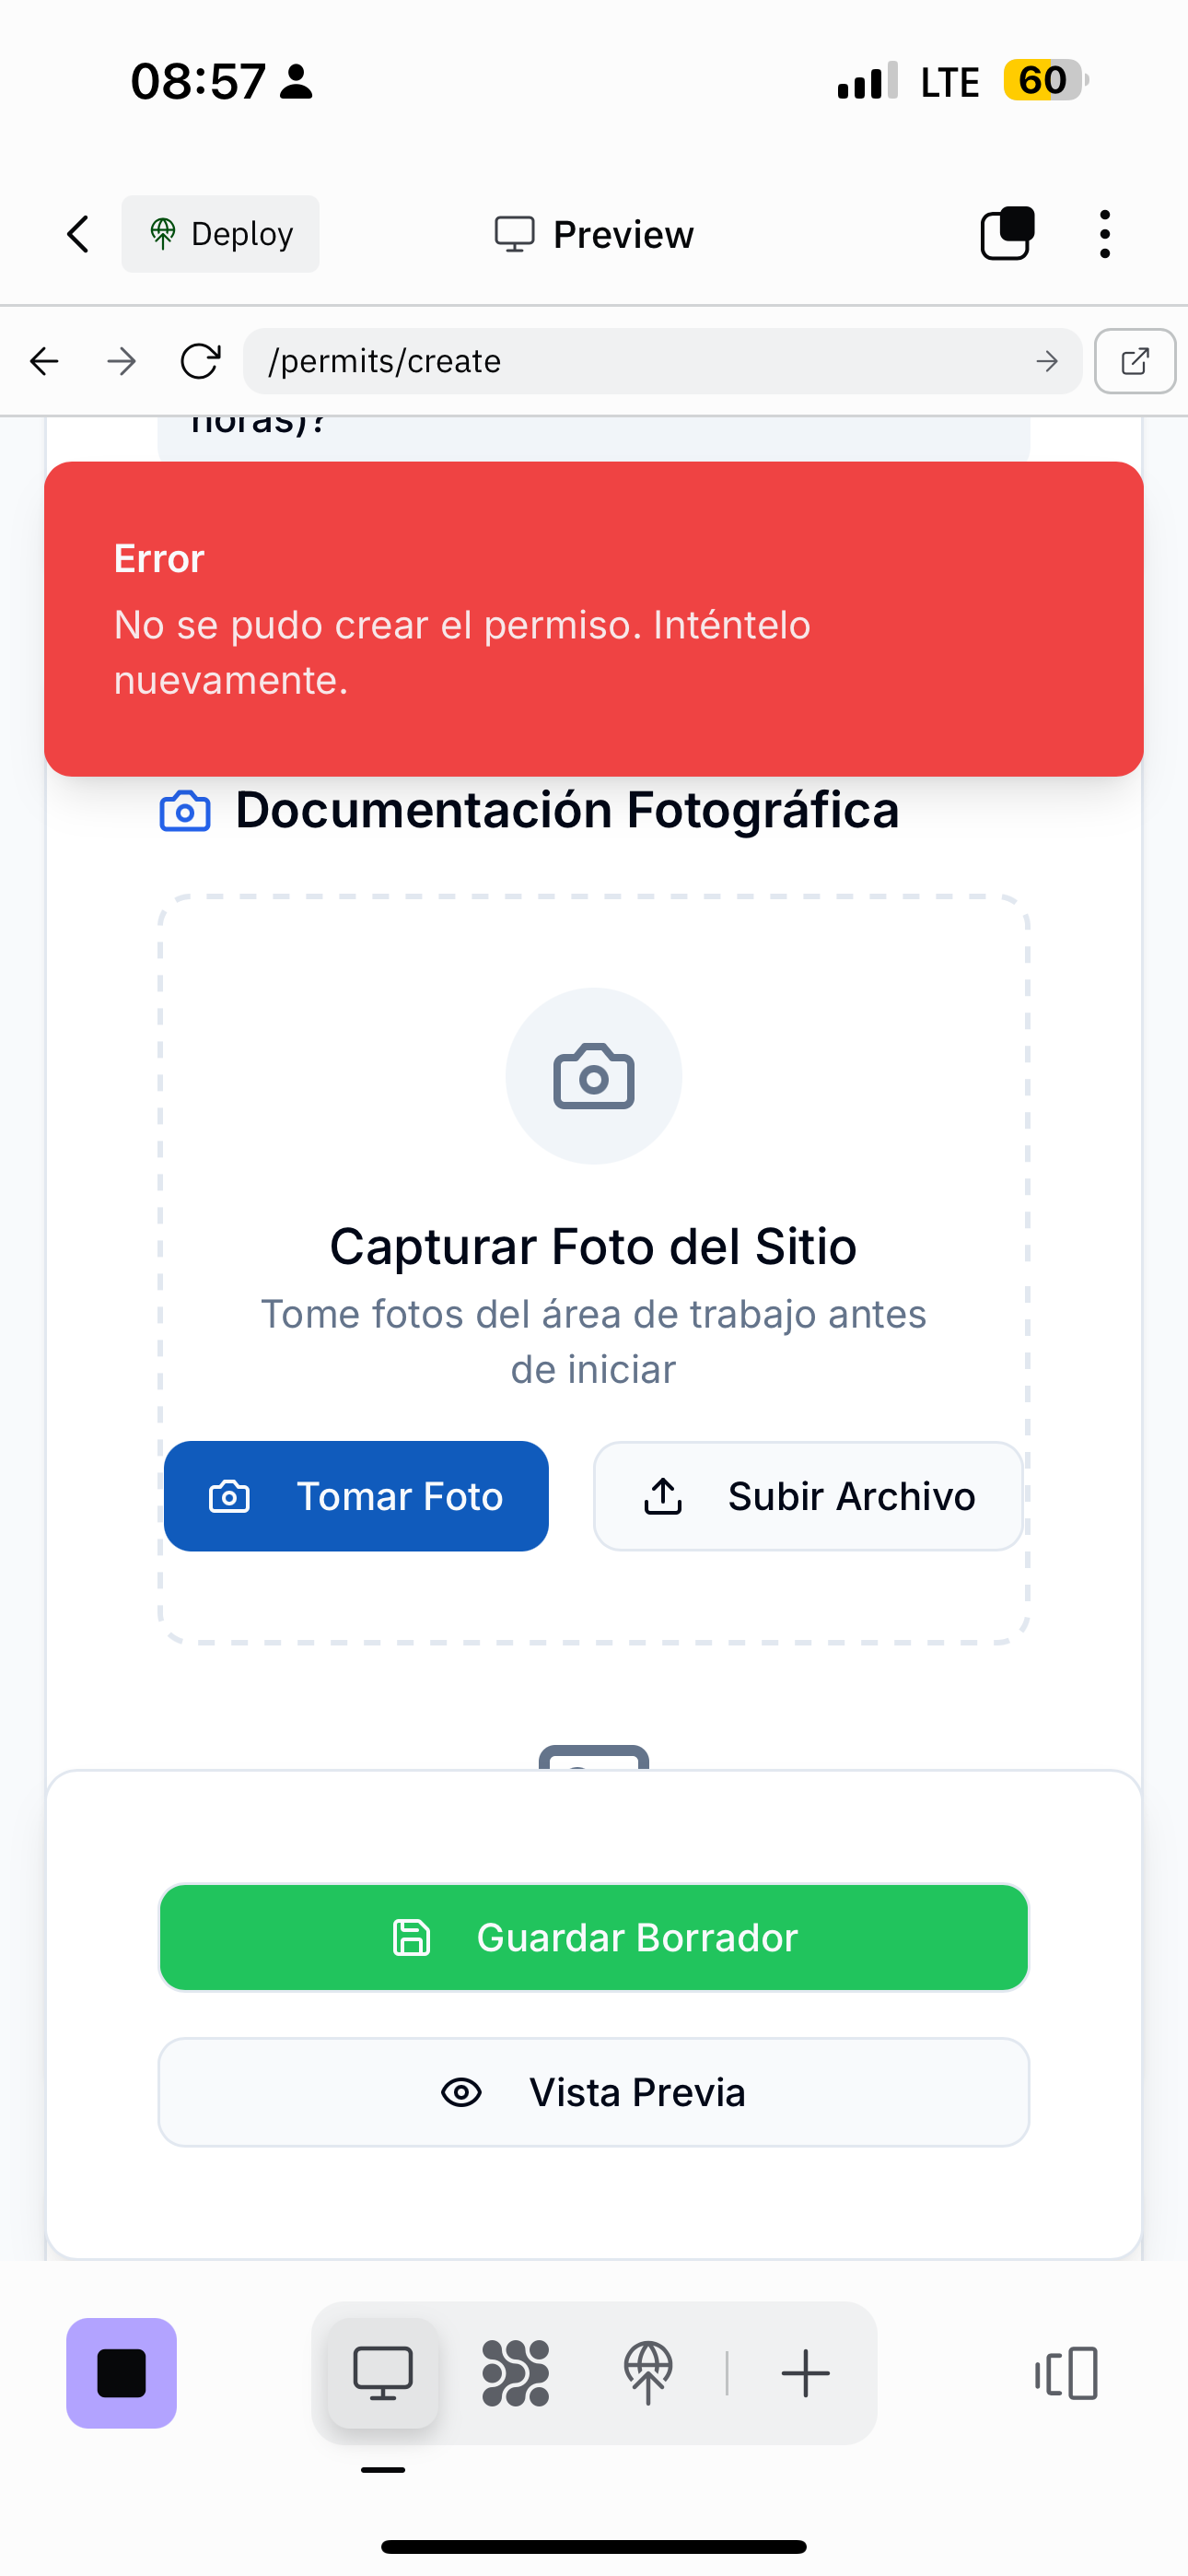 08:57
LTE
60
Deploy
Preview
/permits/create
horas)?
Error
No se pudo crear el permiso. Inténtelo
nuevamente.
Documentación Fotográfica
Capturar Foto del Sitio
Tome fotos del área de trabajo antes
de iniciar
Tomar Foto
Subir Archivo
Guardar Borrador
Vista Previa